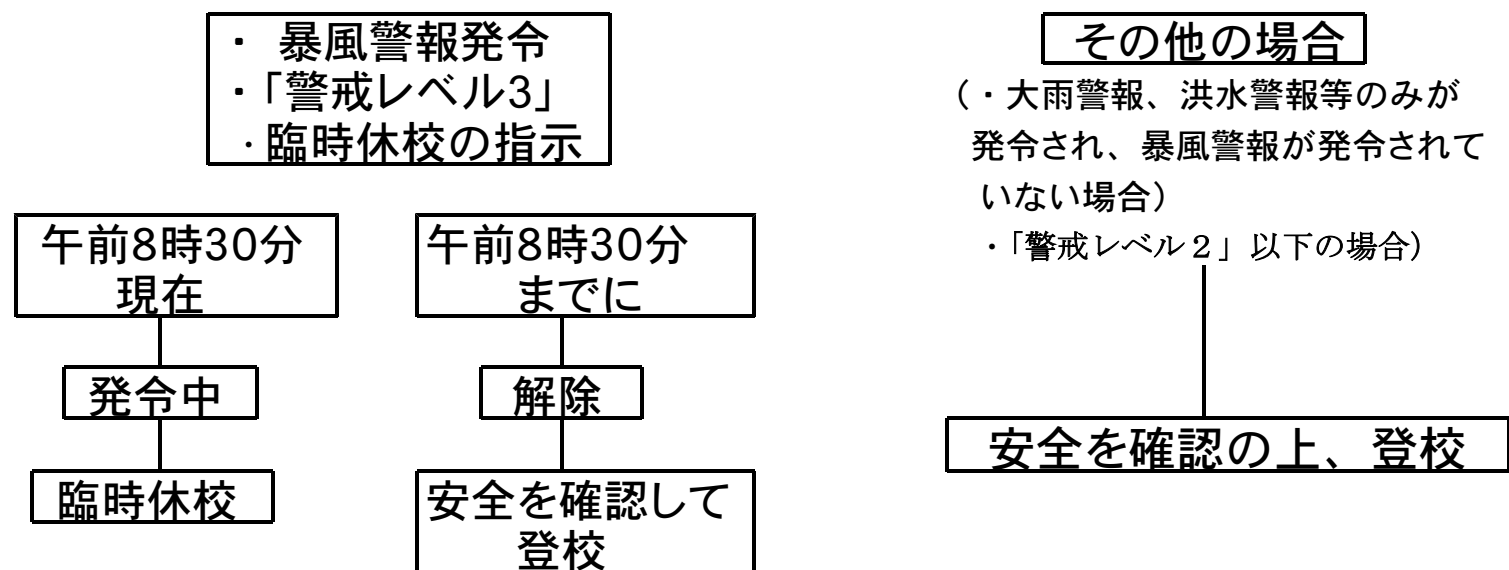 ・ 暴風警報発令
・「警戒レベル3」
・臨時休校の指示
午前8時30分
現在
発令中
臨時休校
午前8時30分
までに
解除
安全を確認して
登校
その他の場合
（・大雨警報、洪水警報等のみが
発令され、暴風警報が発令されて
いない場合）
・「警戒レベル２」以下の場合）
安全を確認の上、登校